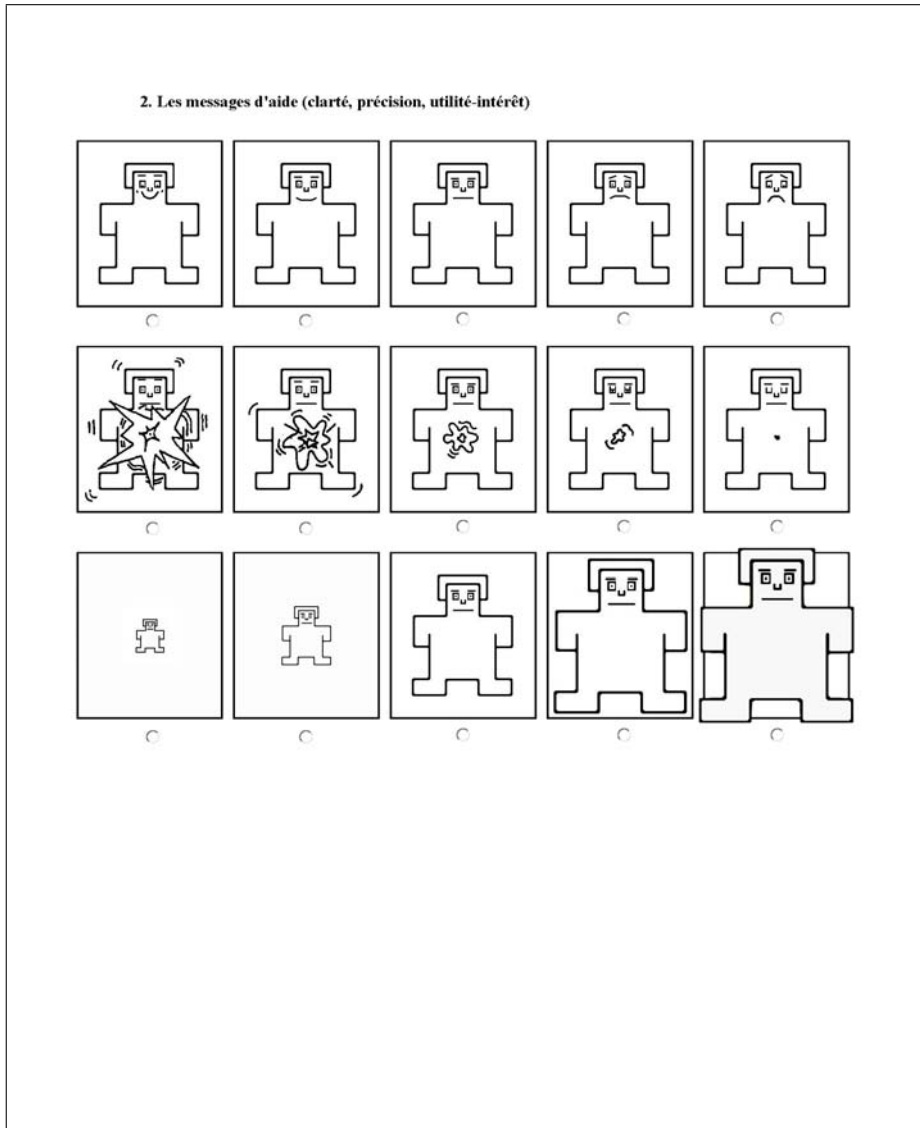 2. Les messages d'aide (clarté, précision, utilité-intérêt)